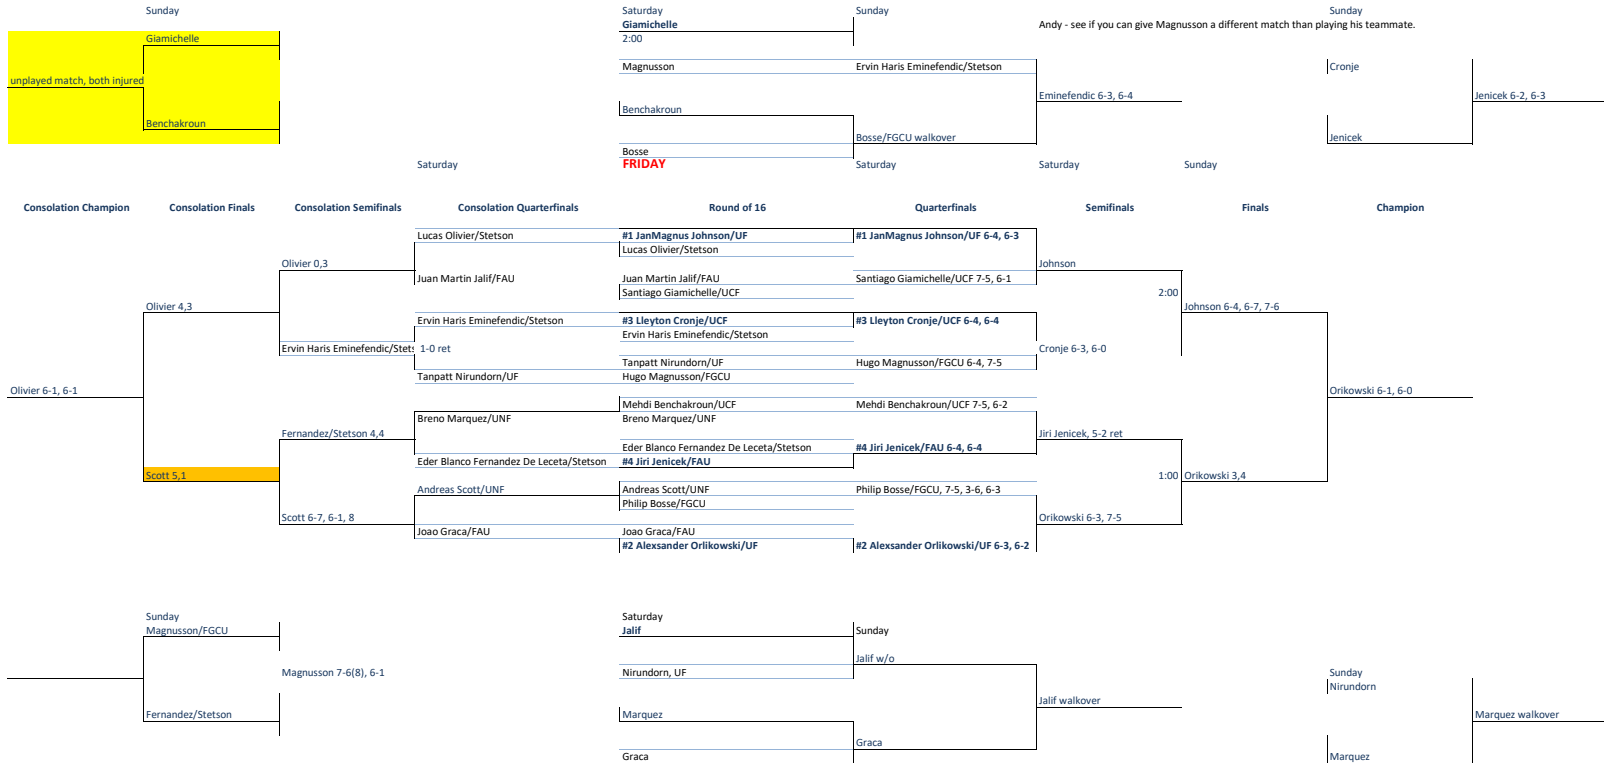 Sunday Saturday Sunday Sunday
Giamichelle Andy - see if you can give Magnusson a different match than playing his teammate.
Giamichelle 2:00
Magnusson Ervin Haris Eminefendic/Stetson Cronje
unplayed match, both injured
Eminefendic 6-3, 6-4 Jenicek 6-2, 6-3
Benchakroun
Benchakroun
Bosse/FGCU walkover Jenicek
Bosse
Saturday FRIDAY Saturday Saturday Sunday
Consolation Champion Consolation Finals Consolation Semifinals Consolation Quarterfinals Round of 16 Quarterfinals Semifinals Finals Champion
Lucas Olivier/Stetson #1 JanMagnus Johnson/UF #1 JanMagnus Johnson/UF 6-4, 6-3
Lucas Olivier/Stetson
Olivier 0,3 Johnson
Juan Martin Jalif/FAU Juan Martin Jalif/FAU Santiago Giamichelle/UCF 7-5, 6-1
Santiago Giamichelle/UCF 2:00
Olivier 4,3 Johnson 6-4, 6-7, 7-6
Ervin Haris Eminefendic/Stetson #3 Lleyton Cronje/UCF #3 Lleyton Cronje/UCF 6-4, 6-4
Ervin Haris Eminefendic/Stetson
Ervin Haris Eminefendic/Stets 1-0 ret Cronje 6-3, 6-0
Tanpatt Nirundorn/UF Hugo Magnusson/FGCU 6-4, 7-5
Tanpatt Nirundorn/UF Hugo Magnusson/FGCU
Olivier 6-1, 6-1 Orikowski 6-1, 6-0
Mehdi Benchakroun/UCF Mehdi Benchakroun/UCF 7-5, 6-2
Breno Marquez/UNF Breno Marquez/UNF
Fernandez/Stetson 4,4 Jiri Jenicek, 5-2 ret
Eder Blanco Fernandez De Leceta/Stetson #4 Jiri Jenicek/FAU 6-4, 6-4
Eder Blanco Fernandez De Leceta/Stetson #4 Jiri Jenicek/FAU
Scott 5,1 1:00 Orikowski 3,4
Andreas Scott/UNF Andreas Scott/UNF Philip Bosse/FGCU, 7-5, 3-6, 6-3
Philip Bosse/FGCU
Scott 6-7, 6-1, 8 Orikowski 6-3, 7-5
Joao Graca/FAU Joao Graca/FAU
#2 Alexsander Orlikowski/UF #2 Alexsander Orlikowski/UF 6-3, 6-2
Sunday Saturday
Magnusson/FGCU Jalif Sunday
Jalif w/o
Magnusson 7-6(8), 6-1 Nirundorn, UF Sunday
Nirundorn
Jalif walkover
Fernandez/Stetson Marquez Marquez walkover
Graca
Graca Marquez